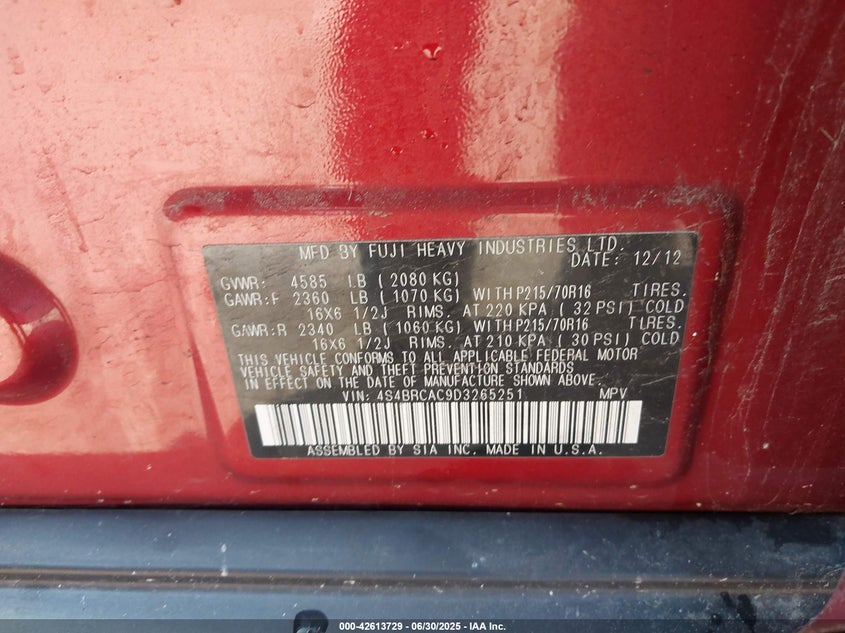 MFD BY FUJI HEAVY INDUSTRIES LTD.
DATE: 12/12
GVWR: 4585 LB ( 2080 KG)
GAWR:F 2360 LB ( 1070 KG) WITH P215/70R16 TIRES.
16X6 1/2J RIMS. AT 220 KPA ( 32 PSI) COLD
GAWR:R 2340 LB ( 1060 KG) WITH P215/70R16 TIRES.
16X6 1/2J RIMS. AT 210 KPA ( 30 PSI) COLD
THIS VEHICLE CONFORMS TO ALL APPLICABLE FEDERAL MOTOR
VEHICLE SAFETY AND THEFT PREVENTION STANDARDS
IN EFFECT ON THE DATE OF MANUFACTURE SHOWN ABOVE.
VIN: 4S4BRCAC9D3265251 MPV
ASSEMBLED BY SIA INC. MADE IN U.S.A.
000-42613729 - 06/30/2025 - IAA Inc.